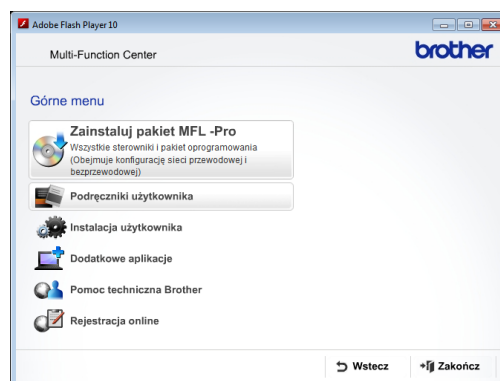 Adobe Flash Player 10
Multi-Function Center
brother
Górne menu
Zainstaluj pakiet MFL -Pro
Wszystkie sterowniki i pakiet oprogramowania
(Obejmuje konfigurację sieci przewodowej i
bezprzewodowej)
Podręczniki użytkownika
Instalacja użytkownika
Dodatkowe aplikacje
Pomoc techniczna Brother
Rejestracja online
Wstecz
Zakończ